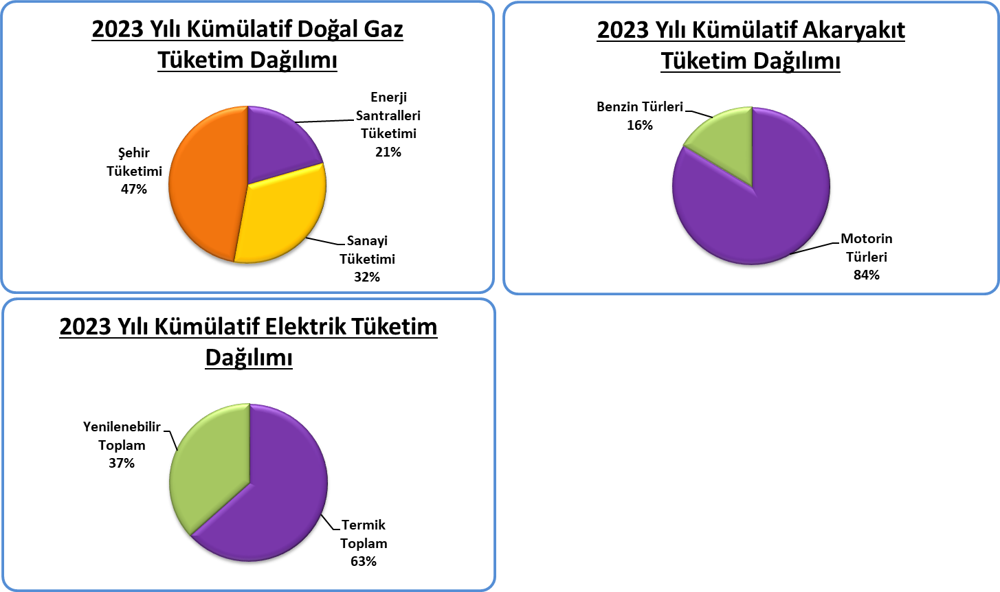 2023 Yılı Kümülatif Doğal Gaz
Tüketim Dağılımı
Enerji
Santralleri
Tüketimi
21%
Şehir
Tüketimi
47%
Sanayi
Tüketimi
32%
2023 Yılı Kümülatif Akaryakıt
Tüketim Dağılımı
Benzin Türleri
16%
Motorin
Türleri
84%
2023 Yılı Kümülatif Elektrik Tüketim
Dağılımı
Yenilenebilir
Toplam
37%
Termik
Toplam
63%